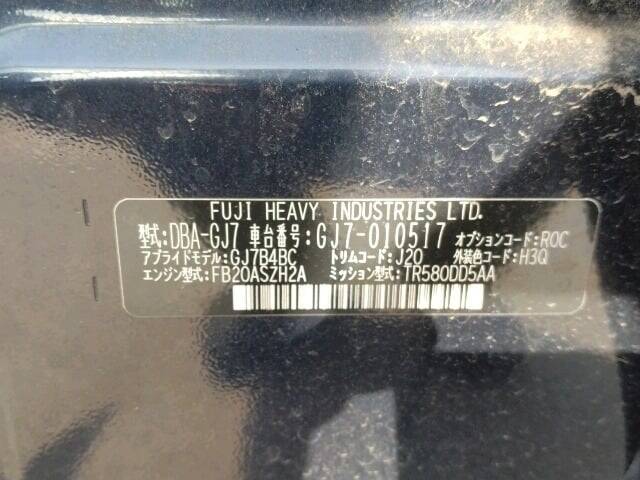 FUJI HEAVY INDUSTRIES LTD.
型式:DBA-GJ7 車台番号:GJ7-010517 オプションコード:ROC
アプライドモデル:GJ7B4BC トリムコード:J20 外装色コード:H3Q
エンジン型式:FB20ASZH2A ミッション型式:TR580DD5AA